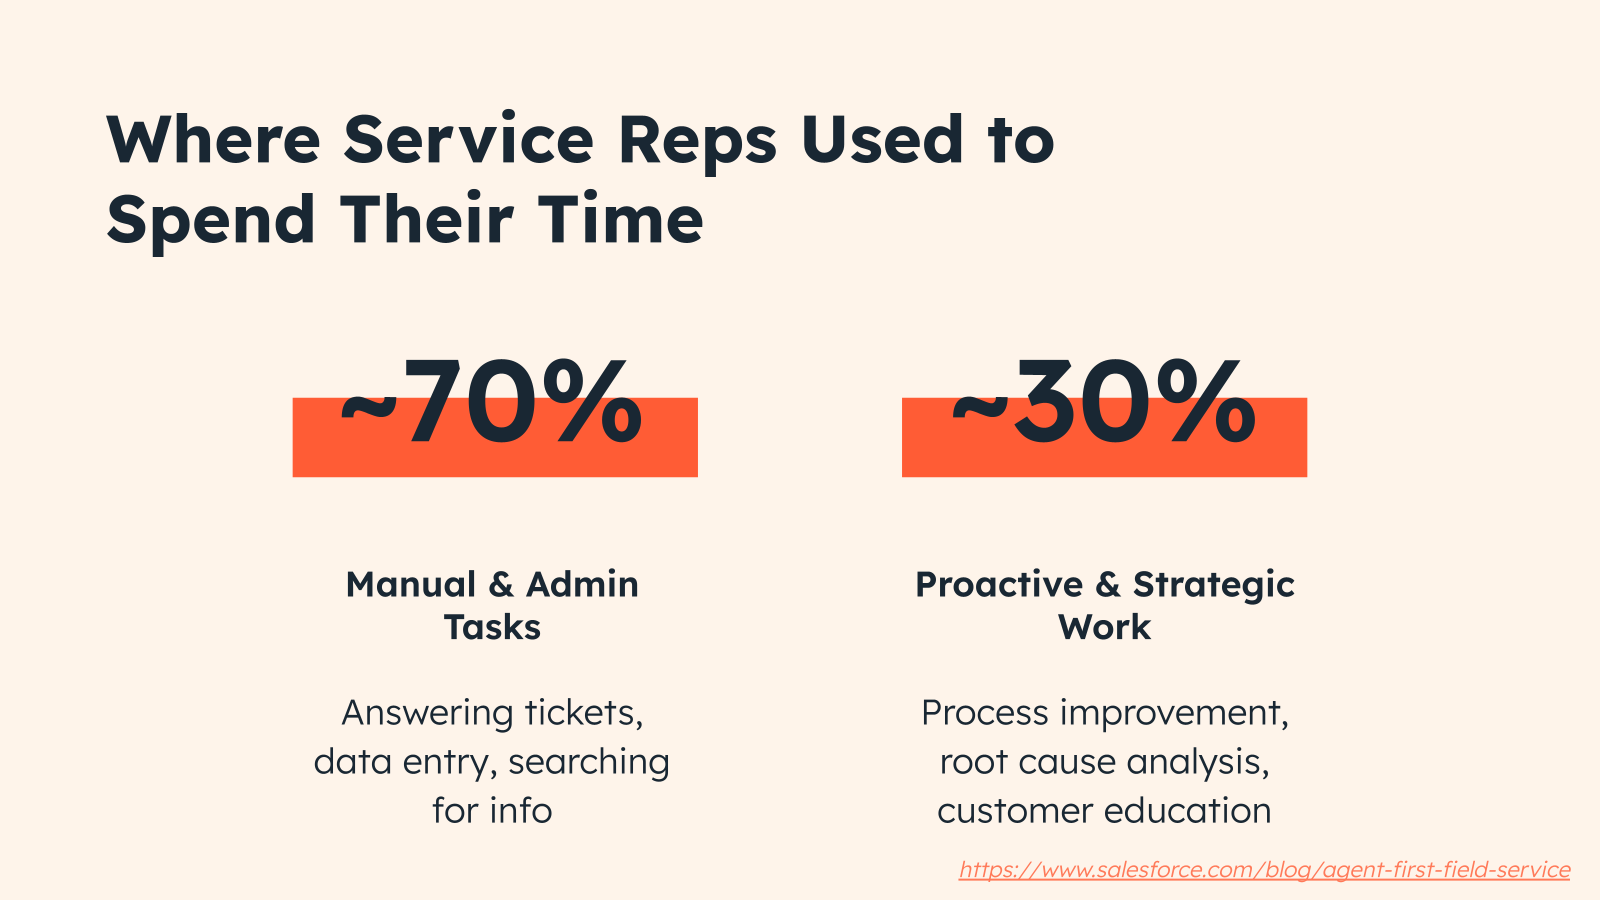 Where Service Reps Used to
Spend Their Time
~70%
Manual & Admin
Tasks
Answering tickets,
data entry, searching
for info
~30%
Proactive & Strategic
Work
Process improvement,
root cause analysis,
customer education
https://www.salesforce.com/blog/agent-first-field-service